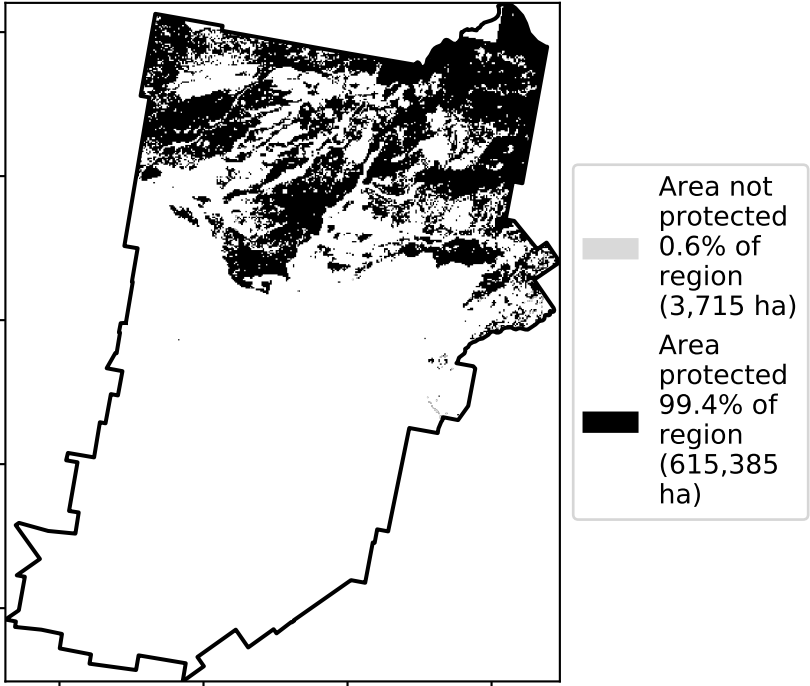 Area not
protected
0.6% of
region
(3,715 ha)
Area
protected
99.4% of
region
(615,385
ha)